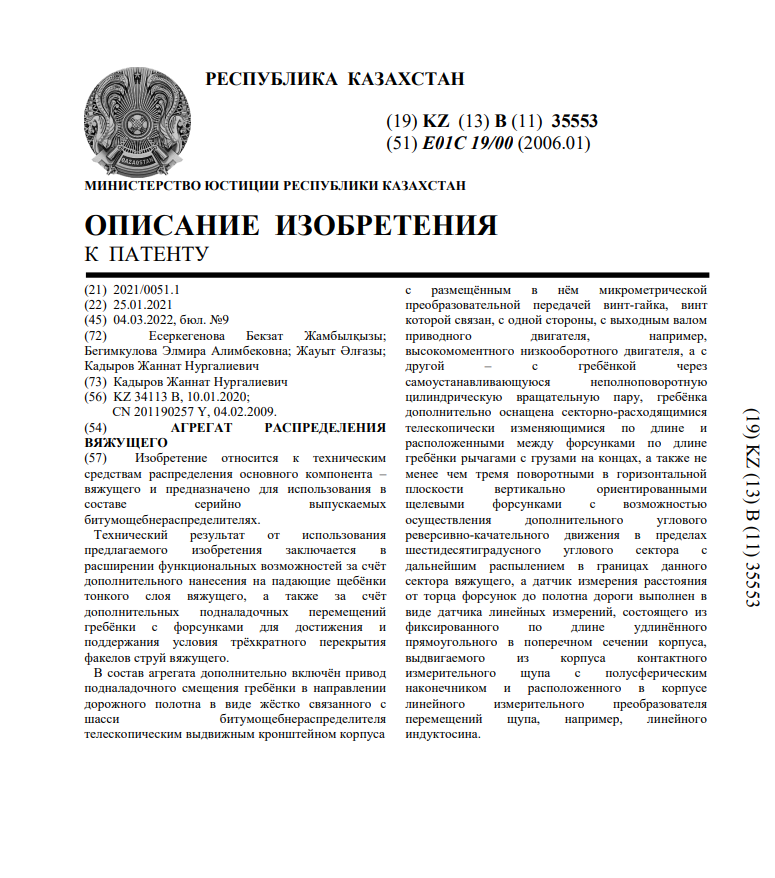 РЕСПУБЛИКА КАЗАХСТАН
(19) KZ (13) B (11) 35553
(51) E01C 19/00 (2006.01)
QAZAQSTAN
МИНИСТЕРСТВО ЮСТИЦИИ РЕСПУБЛИКИ КАЗАХСТАН
ОПИСАНИЕ ИЗОБРЕТЕНИЯ
К ПАТЕНТУ
(21) 2021/0051.1
(22) 25.01.2021
(45) 04.03.2022, бюл. №9
(72) Есеркегенова Бекзат Жамбылқызы;
Бегимкулова Элмира Алимбековна; Жауыт Әлғазы;
Кадыров Жаннат Нургалиевич
(73) Кадыров Жаннат Нургалиевич
(56) KZ 34113 B, 10.01.2020;
CN 201190257 Y, 04.02.2009.
(54) АГРЕГАТ РАСПРЕДЕЛЕНИЯ
ВЯЖУЩЕГО
(57) Изобретение относится к техническим
средствам распределения основного компонента –
вяжущего и предназначено для использования в
составе серийно выпускаемых
битумощебнераспределителях.
Технический результат от использования
предлагаемого изобретения заключается в
расширении функциональных возможностей за счёт
дополнительного нанесения на падающие щебёнки
тонкого слоя вяжущего, а также за счёт
дополнительных подналадочных перемещений
гребёнки с форсунками для достижения и
поддержания условия трёхкратного перекрытия
факелов струй вяжущего.
В состав агрегата дополнительно включён привод
подналадочного смещения гребёнки в направлении
дорожного полотна в виде жёстко связанного с
шасси битумощебнераспределителя
телескопическим выдвижным кронштейном корпуса
с размещённым в нём микрометрической
преобразовательной передачей винт-гайка, винт
которой связан, с одной стороны, с выходным валом
приводного двигателя, например,
высокомоментного низкооборотного двигателя, а с
другой – с гребёнкой через
самоустанавливающуюся неполноповоротную
цилиндрическую вращательную пару, гребёнка
дополнительно оснащена секторно-расходящимися
телескопически изменяющимися по длине и
расположенными между форсунками по длине
гребёнки рычагами с грузами на концах, а также не
менее чем тремя поворотными в горизонтальной
плоскости вертикально ориентированными
щелевыми форсунками с возможностью
осуществления дополнительного углового
реверсивно-качательного движения в пределах
шестидесятиградусного углового сектора с
дальнейшим распылением в границах данного
сектора вяжущего, а датчик измерения расстояния
от торца форсунок до полотна дороги выполнен в
виде датчика линейных измерений, состоящего из
фиксированного по длине удлинённого
прямоугольного в поперечном сечении корпуса,
выдвигаемого из корпуса контактного
измерительного щупа с полусферическим
наконечником и расположенного в корпусе
линейного измерительного преобразователя
перемещений щупа, например, линейного
индуктосина.
(19) KZ (13) B (11) 35553